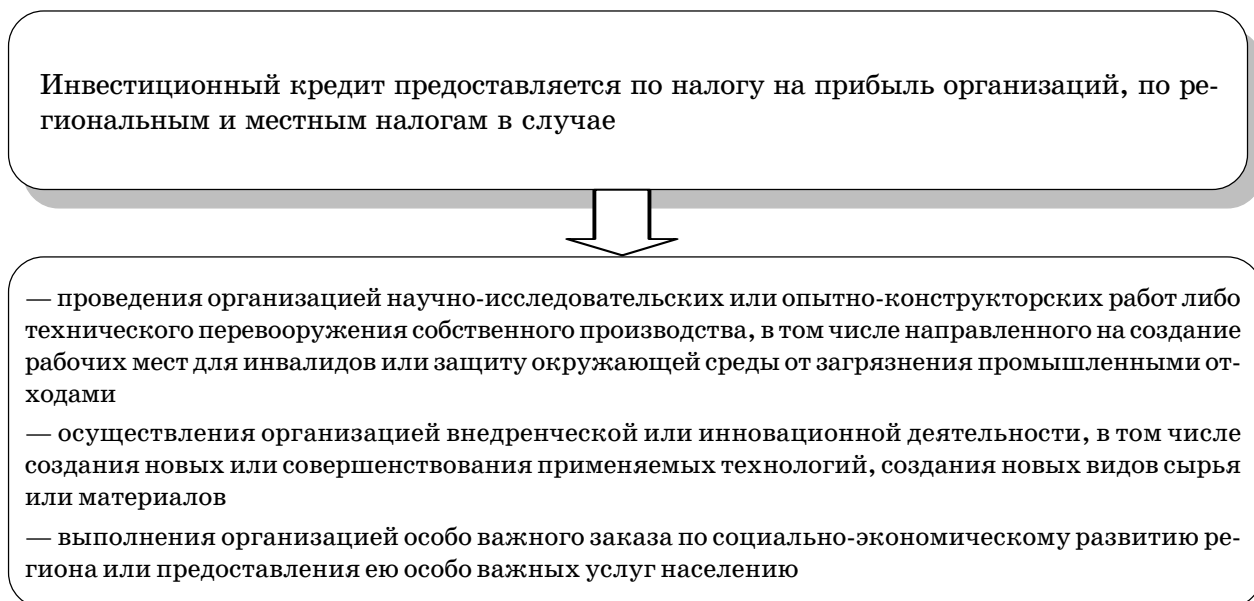 Инвестиционный кредит предоставляется по налогу на прибыль организаций, по ре-
гиональным и местным налогам в случае
— проведения организацией научно-исследовательских или опытно-конструкторских работ либо
технического перевооружения собственного производства, в том числе направленного на создание
рабочих мест для инвалидов или защиту окружающей среды от загрязнения промышленными от-
ходами
— осуществления организацией внедренческой или инновационной деятельности, в том числе
создания новых или совершенствования применяемых технологий, создания новых видов сырья
или материалов
— выполнения организацией особо важного заказа по социально-экономическому развитию ре-
гиона или предоставления ею особо важных услуг населению